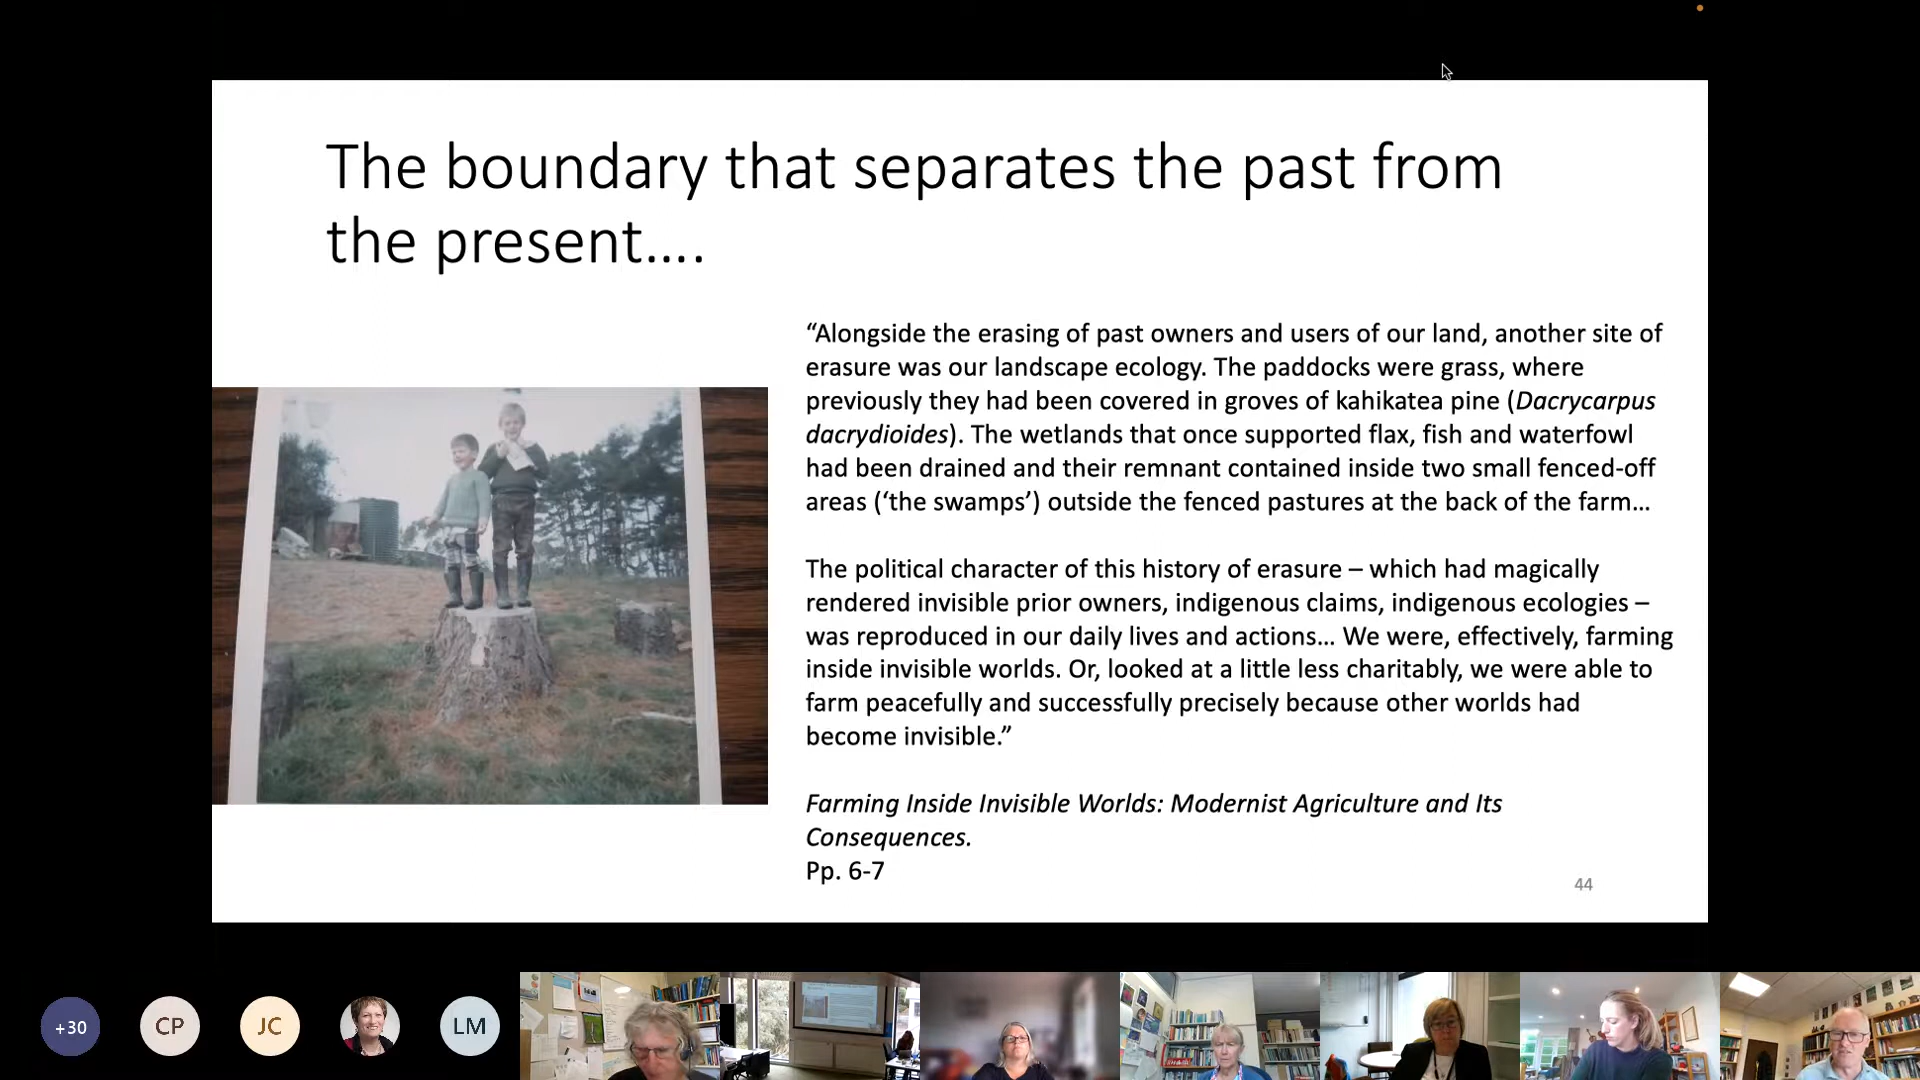 The boundary that separates the past from
the present....
“Alongside the erasing of past owners and users of our land, another site of
erasure was our landscape ecology. The paddocks were grass, where
previously they had been covered in groves of kahikatea pine (Dacrycarpus
dacrydioides). The wetlands that once supported flax, fish and waterfowl
had been drained and their remnant contained inside two small fenced-off
areas (‘the swamps’) outside the fenced pastures at the back of the farm…
The political character of this history of erasure – which had magically
rendered invisible prior owners, indigenous claims, indigenous ecologies –
was reproduced in our daily lives and actions… We were, effectively, farming
inside invisible worlds. Or, looked at a little less charitably, we were able to
farm peacefully and successfully precisely because other worlds had
become invisible.”
Farming Inside Invisible Worlds: Modernist Agriculture and Its
Consequences.
Pp. 6-7
44
+30
CP
JC
LM